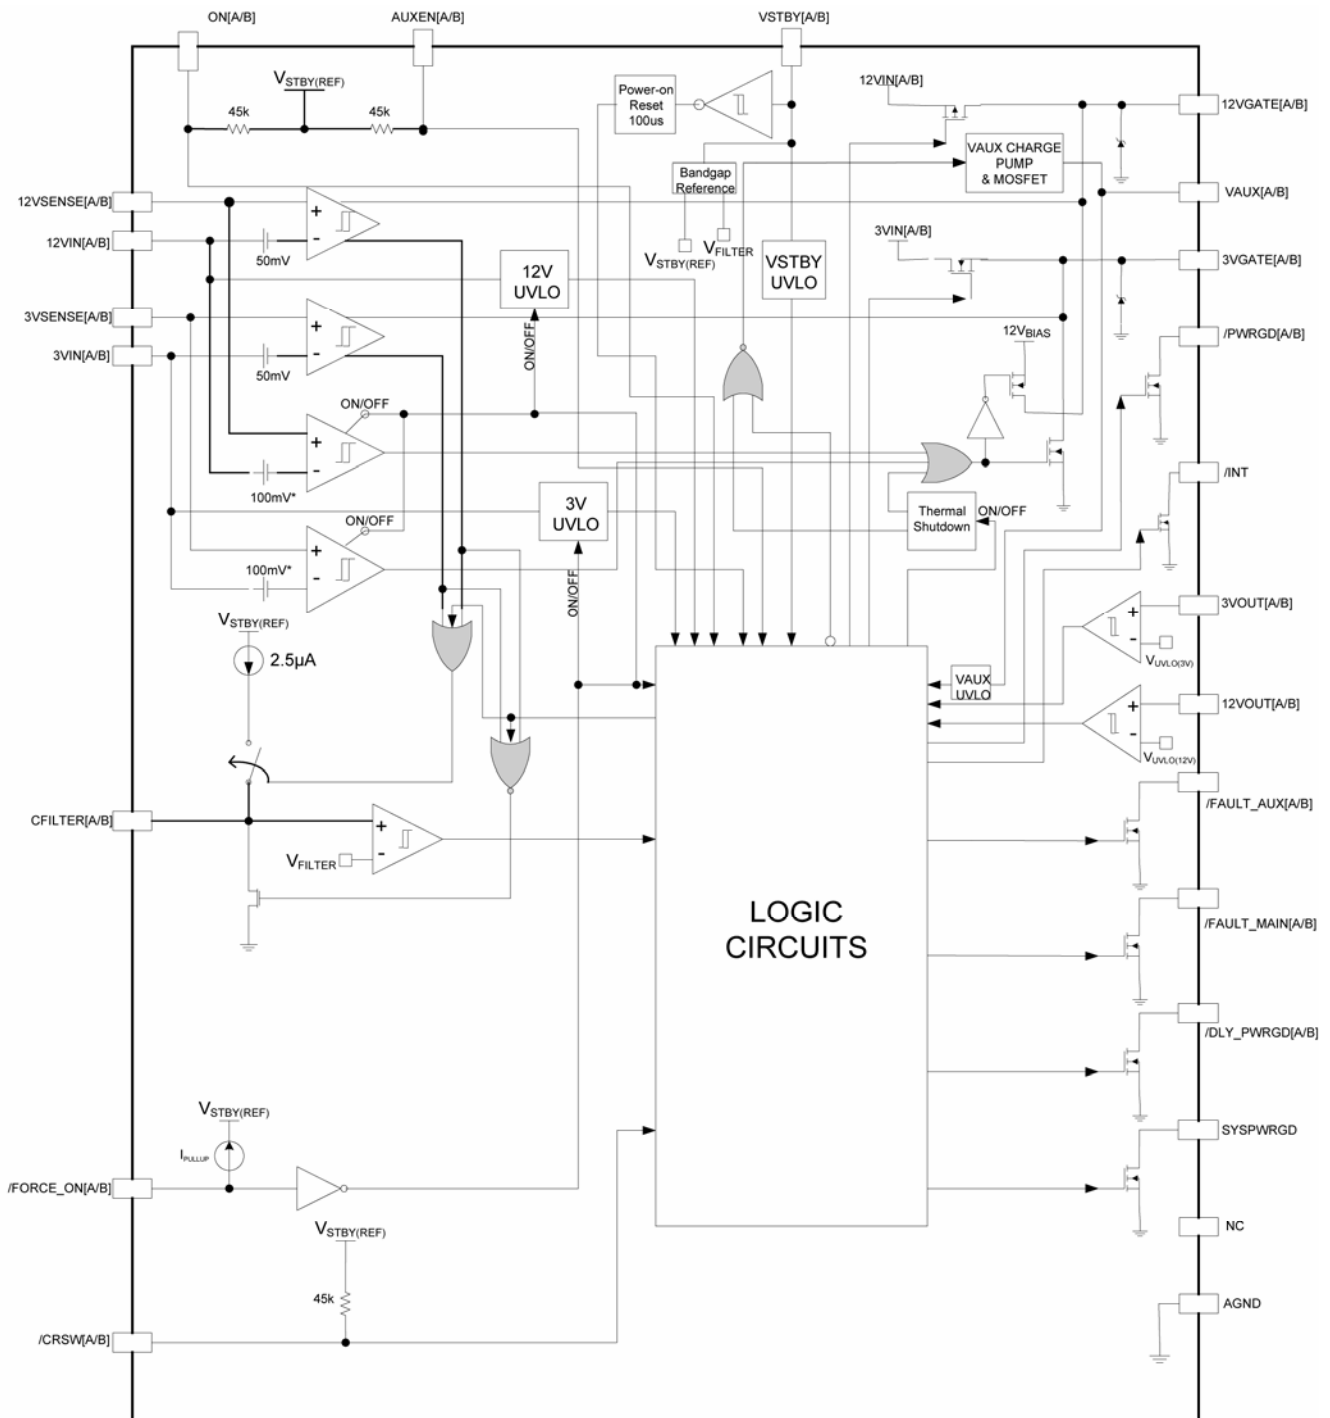 ON[A/B]
AUXEN[A/B]
VSTBY[A/B]
VSTBY(REF)
45k
45k
Power-on
Reset
100us
12VIN[A/B]
12VGATE[A/B]
VAUX CHARGE
PUMP
& MOSFET
Bandgap
Reference
VAUX[A/B]
12VSENSE[A/B]
+
-
12VIN[A/B]
50mV
VSTBY(REF)
VFILTER
3VIN[A/B]
3VGATE[A/B]
12V
UVLO
VSTBY
UVLO
3VSENSE[A/B]
+
-
3VIN[A/B]
50mV
ON/OFF
12VBIAS
/PWRGD[A/B]
ON/OFF
+
-
100mV*
/INT
3V
UVLO
Thermal
Shutdown
ON/OFF
ON/OFF
+
-
100mV*
ON/OFF
3VOUT[A/B]
+
-
VUVLO(3V)
VSTBY(REF)
2.5µA
VAUX
UVLO
12VOUT[A/B]
+
-
VUVLO(12V)
CFILTER[A/B]
+
-
VFILTER
/FAULT_AUX[A/B]
LOGIC
CIRCUITS
/FAULT_MAIN[A/B]
/DLY_PWRGD[A/B]
VSTBY(REF)
IPULLUP
/FORCE_ON[A/B]
SYSPWRGD
VSTBY(REF)
NC
45k
AGND
/CRSW[A/B]